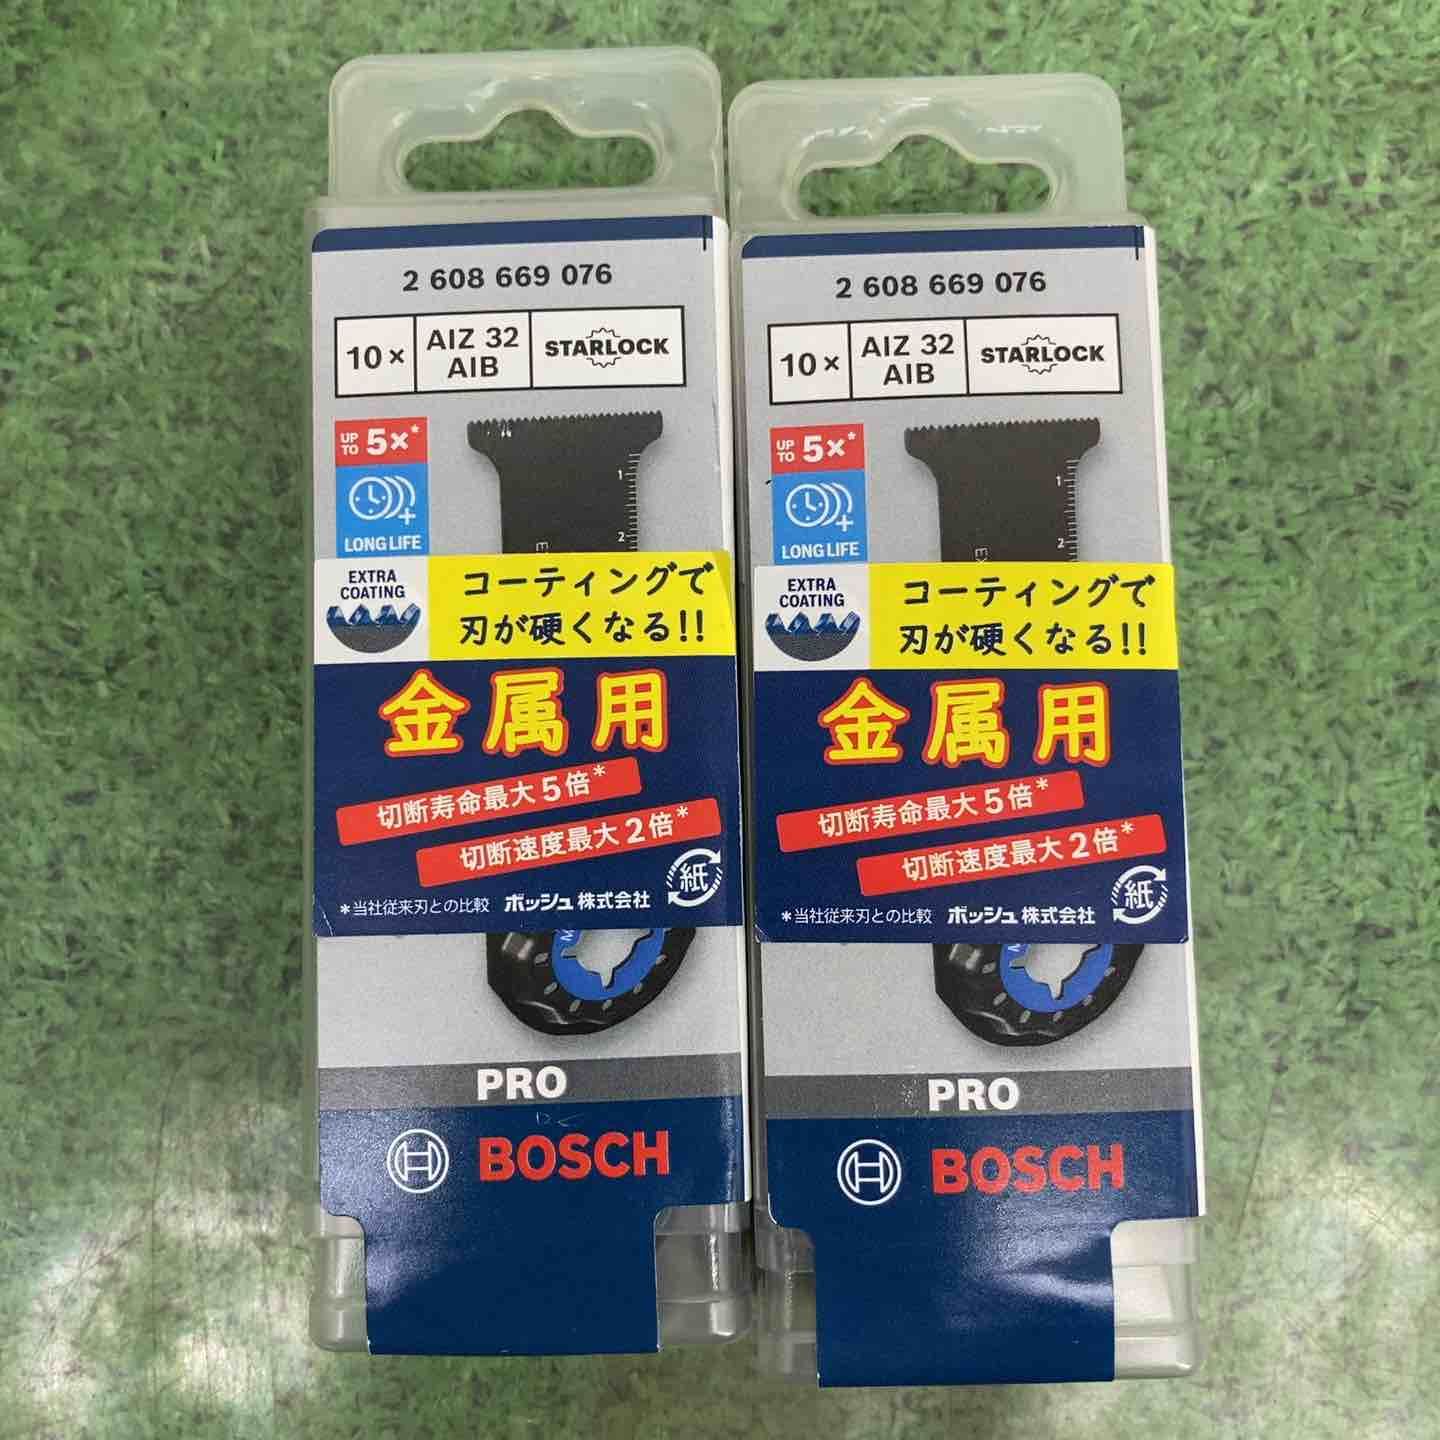 2 608 669 076
10×
AIZ 32
AIB
STARLOCK
UP TO 5×*
LONG LIFE
1
2
EXTRA
COATING
コーティングで
刃が硬くなる!!
金属用
切断寿命最大5倍*
切断速度最大2倍*
紙
*当社従来刃との比較 ボッシュ株式会社
PRO
BOSCH
2 608 669 076
10×
AIZ 32
AIB
STARLOCK
UP TO 5×*
LONG LIFE
1
2
EXTRA
COATING
コーティングで
刃が硬くなる!!
金属用
切断寿命最大5倍*
切断速度最大2倍*
紙
*当社従来刃との比較 ボッシュ株式会社
PRO
BOSCH